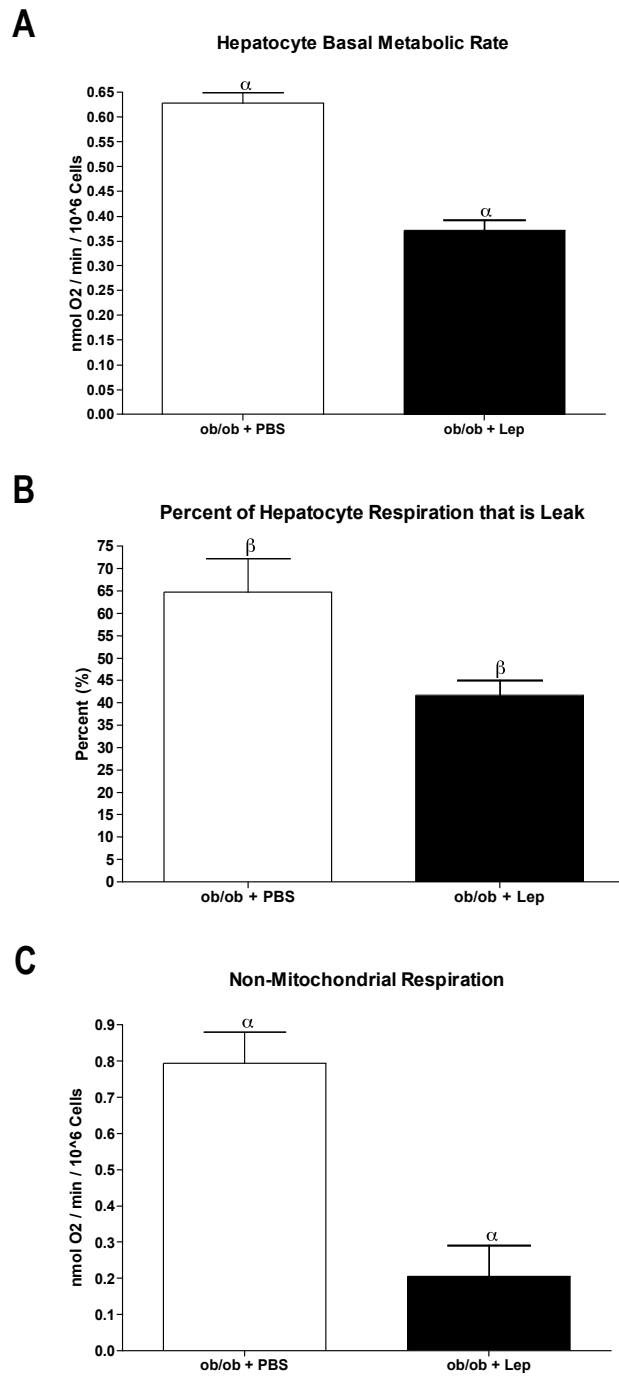 A
Hepatocyte Basal Metabolic Rate
α
α
0.65
0.60
0.55
0.50
0.45
0.40
0.35
0.30
0.25
0.20
0.15
0.10
0.05
0.00
nmol O2 / min / 10^6 Cells
ob/ob + PBS ob/ob + Lep
B
Percent of Hepatocyte Respiration that is Leak
β
β
75
70
65
60
55
50
45
40
35
30
25
20
15
10
5
0
Percent (%)
ob/ob + PBS ob/ob + Lep
C
Non-Mitochondrial Respiration
α
α
0.9
0.8
0.7
0.6
0.5
0.4
0.3
0.2
0.1
0.0
nmol O2 / min / 10^6 Cells
ob/ob + PBS ob/ob + Lep